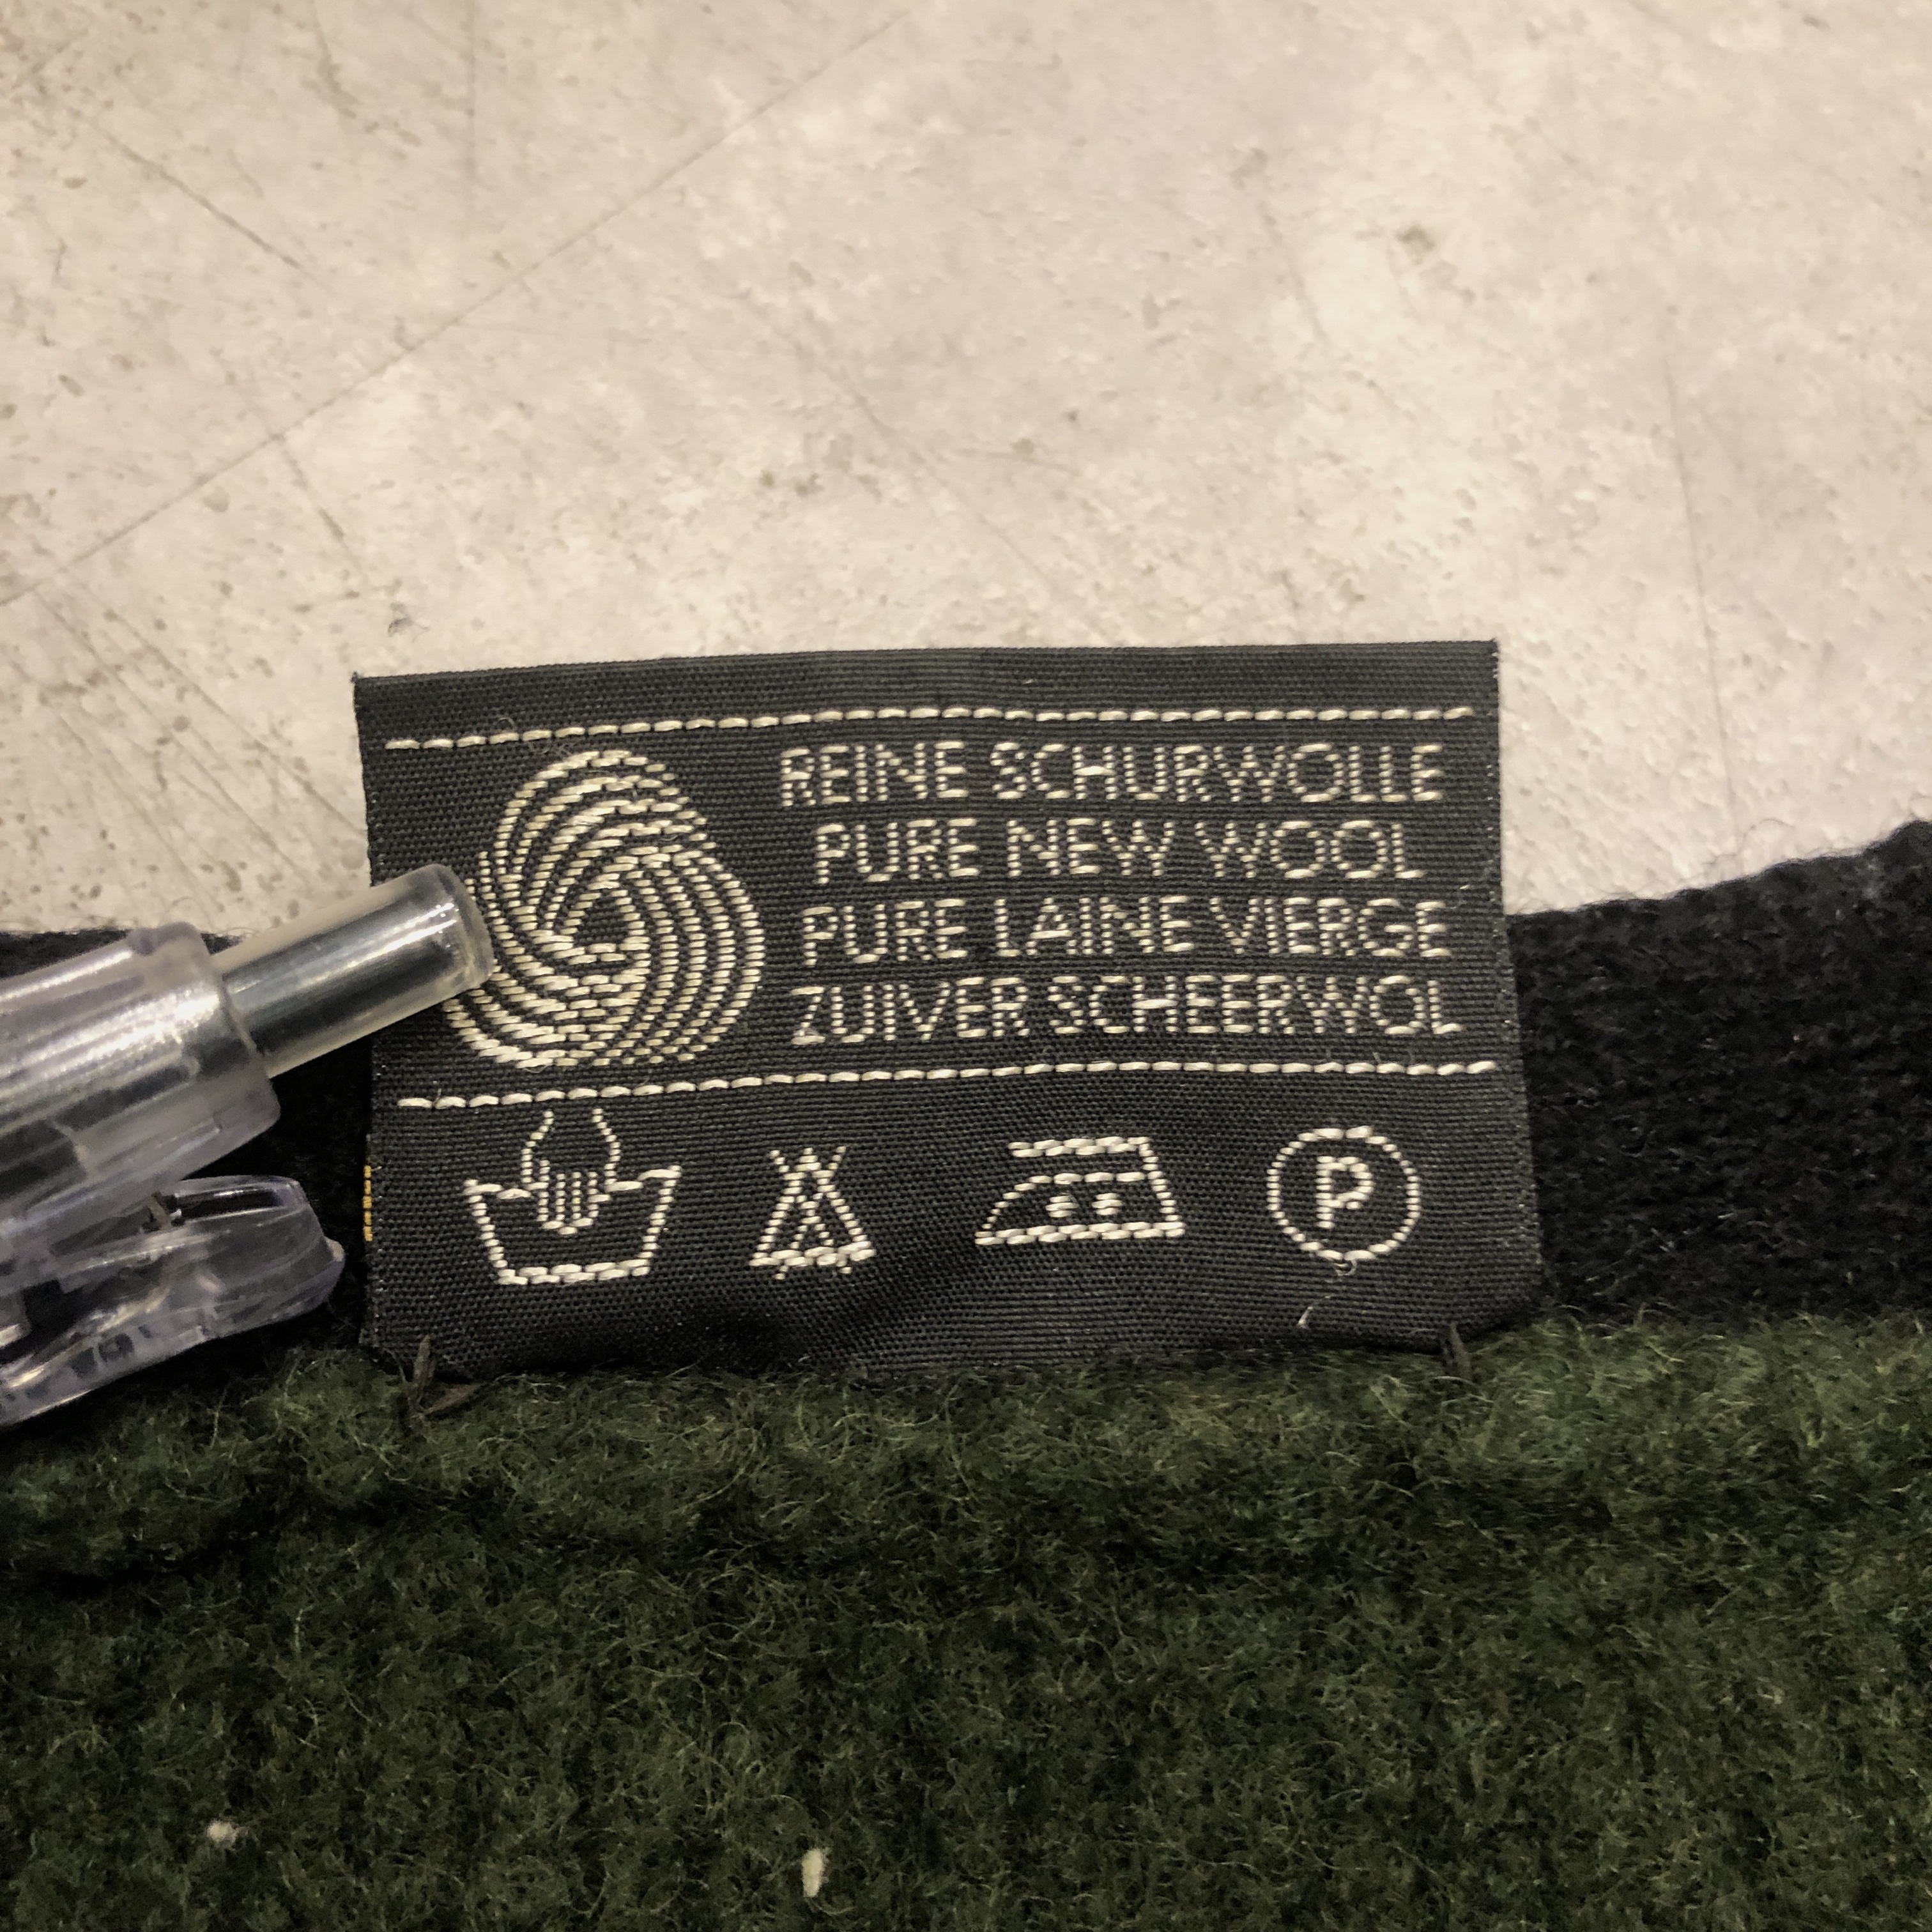 REINE SCHURWOLLE
PURE NEW WOOL
PURE LAINE VIERGE
ZUIVER SCHEERWOL
P